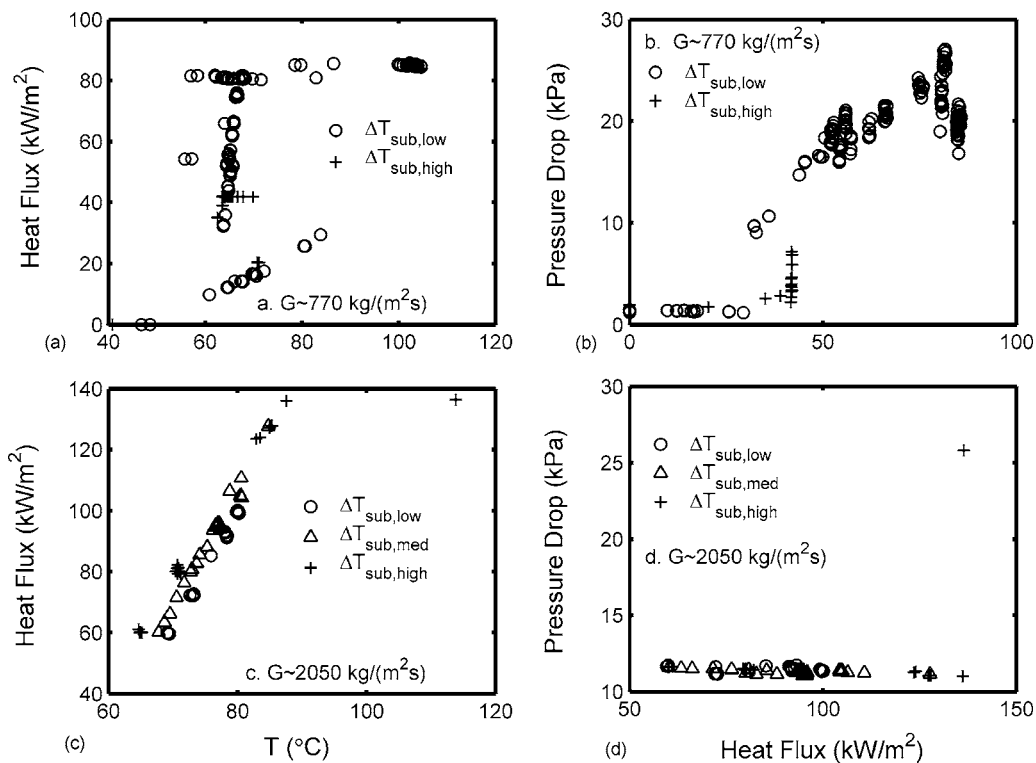 100
80
60
40
20
0
Heat Flux (kW/m²)
ΔT_sub,low
ΔT_sub,high
a. G~770 kg/(m²s)
40
60
80
100
120
(a)
30
20
10
0
Pressure Drop (kPa)
b. G~770 kg/(m²s)
ΔT_sub,low
ΔT_sub,high
0
50
100
(b)
140
120
100
80
60
40
Heat Flux (kW/m²)
ΔT_sub,low
ΔT_sub,med
ΔT_sub,high
c. G~2050 kg/(m²s)
60
80
100
120
(c)
T (°C)
30
25
20
15
10
Pressure Drop (kPa)
ΔT_sub,low
ΔT_sub,med
ΔT_sub,high
d. G~2050 kg/(m²s)
50
100
150
(d)
Heat Flux (kW/m²)